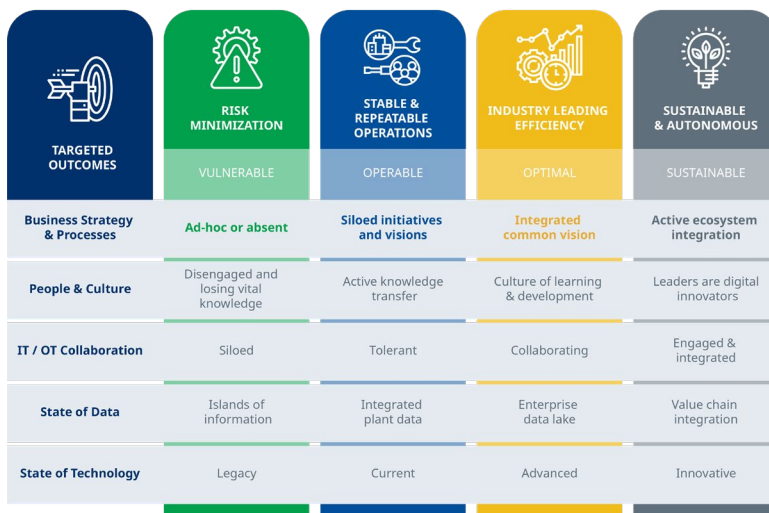 TARGETED
OUTCOMES
RISK
MINIMIZATION
VULNERABLE
STABLE &
REPEATABLE
OPERATIONS
OPERABLE
INDUSTRY LEADING
EFFICIENCY
OPTIMAL
SUSTAINABLE
& AUTONOMOUS
SUSTAINABLE
Business Strategy
& Processes
Ad-hoc or absent
Siloed initiatives
and visions
Integrated
common vision
Active ecosystem
integration
People & Culture
Disengaged and
losing vital
knowledge
Active knowledge
transfer
Culture of learning
& development
Leaders are digital
innovators
IT / OT Collaboration
Siloed
Tolerant
Collaborating
Engaged &
integrated
State of Data
Islands of
information
Integrated
plant data
Enterprise
data lake
Value chain
integration
State of Technology
Legacy
Current
Advanced
Innovative